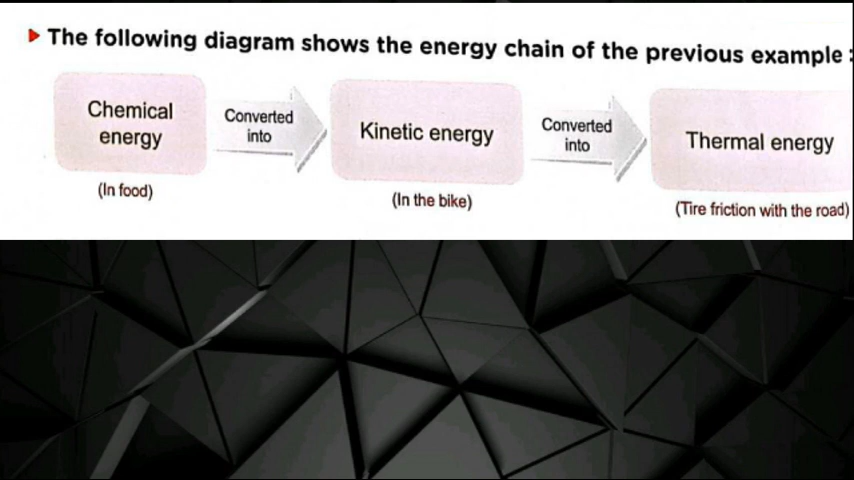 The following diagram shows the energy chain of the previous example :
Chemical
energy
(In food)
Converted
into
Kinetic energy
(In the bike)
Converted
into
Thermal energy
(Tire friction with the road)